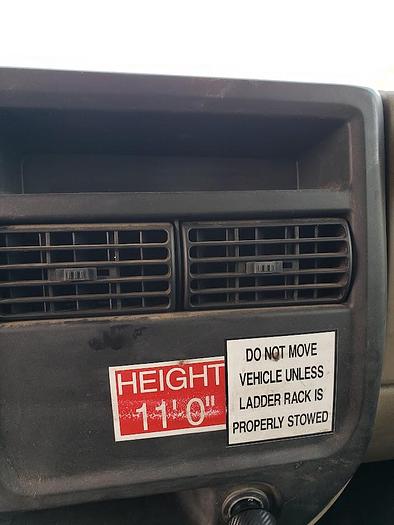 HEIGHT
11'0"
DO NOT MOVE
VEHICLE UNLESS
LADDER RACK IS
PROPERLY STOWED